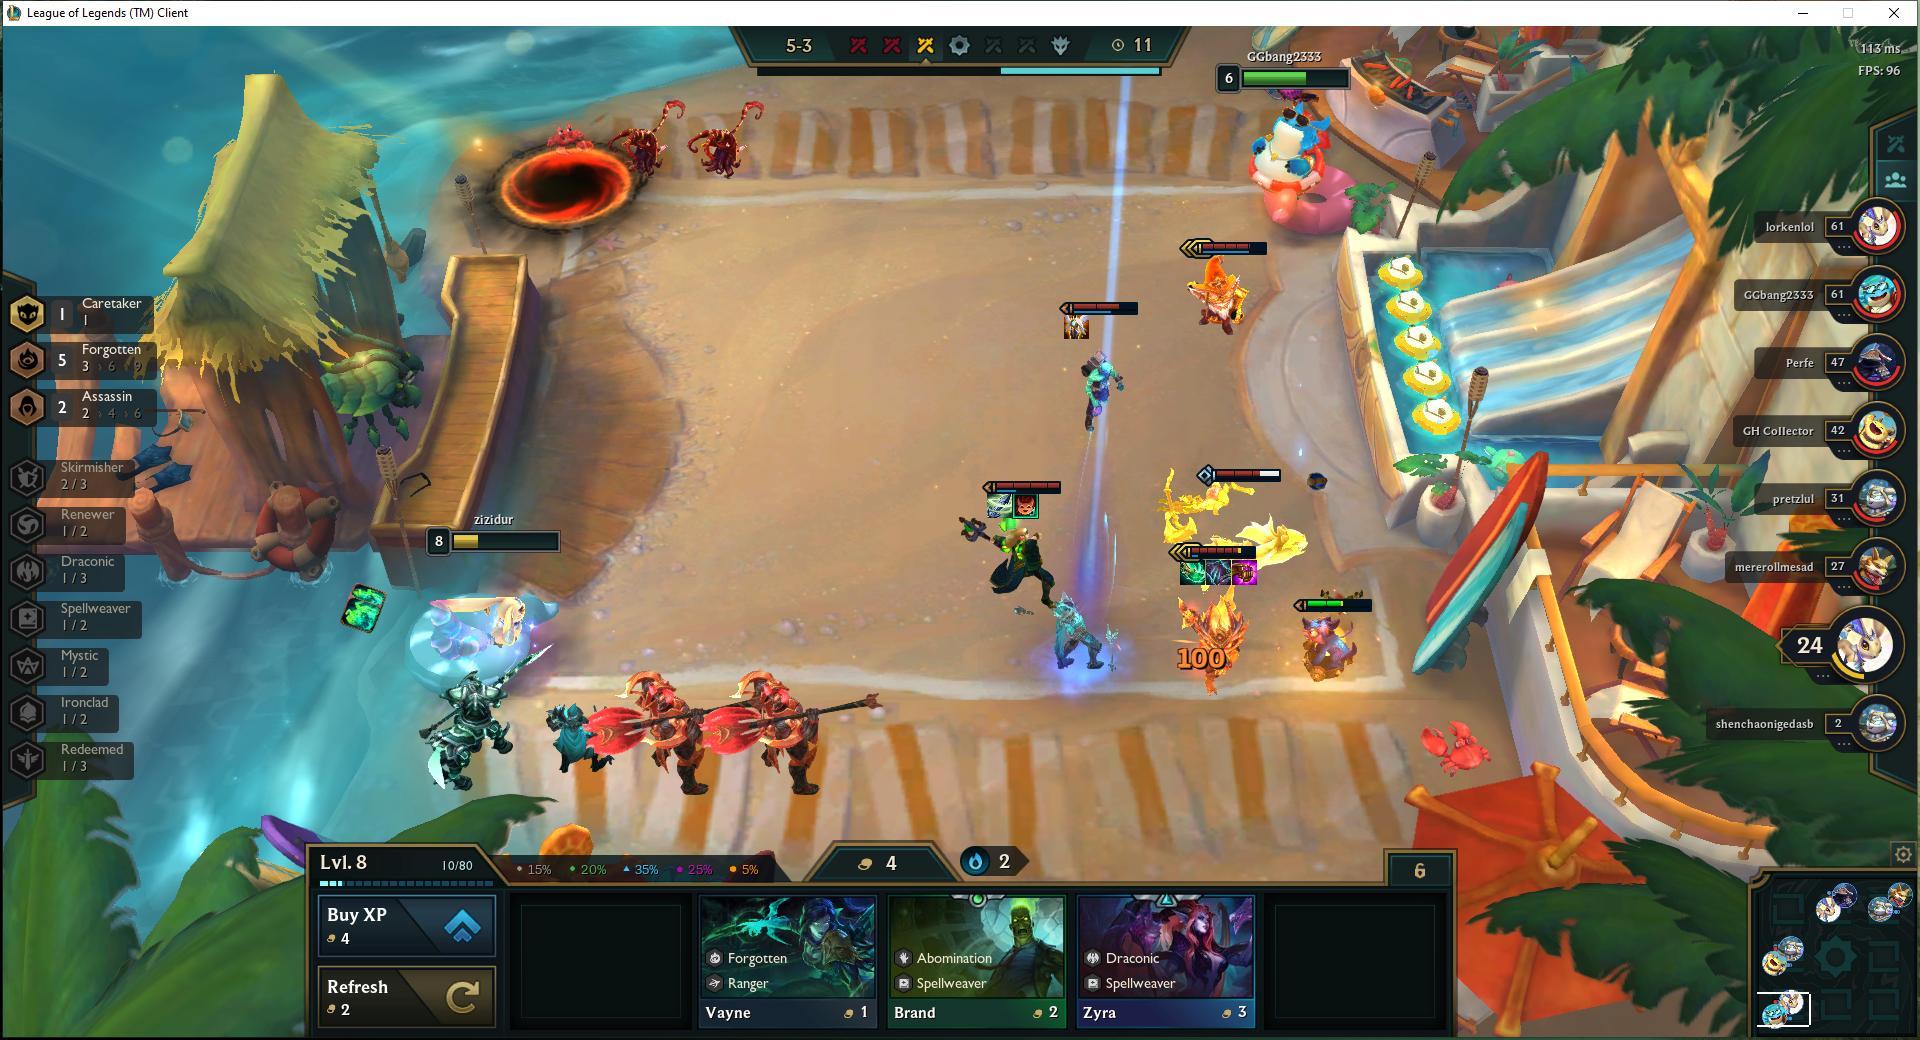 League of Legends (TM) Client
5-3
11
113 ms
FPS: 96
GGbang2333
6
lorkenlol 61
GGbang2333 61
Perfe 47
GH Collector 42
pretzlul 31
mererollmesad 27
24
shenchaonigedasb 2
1 Caretaker
1
5 Forgotten
3 › 6 › 9
2 Assassin
2 › 4 › 6
Skirmisher
2 / 3
Renewer
1 / 2
Draconic
1 / 3
Spellweaver
1 / 2
Mystic
1 / 2
Ironclad
1 / 2
Redeemed
1 / 3
zizidur
8
100
Lvl. 8 10/80
15% 20% 35% 25% 5%
4
2
6
Buy XP
4
Refresh
2
Forgotten
Ranger
Vayne 1
Abomination
Spellweaver
Brand 2
Draconic
Spellweaver
Zyra 3